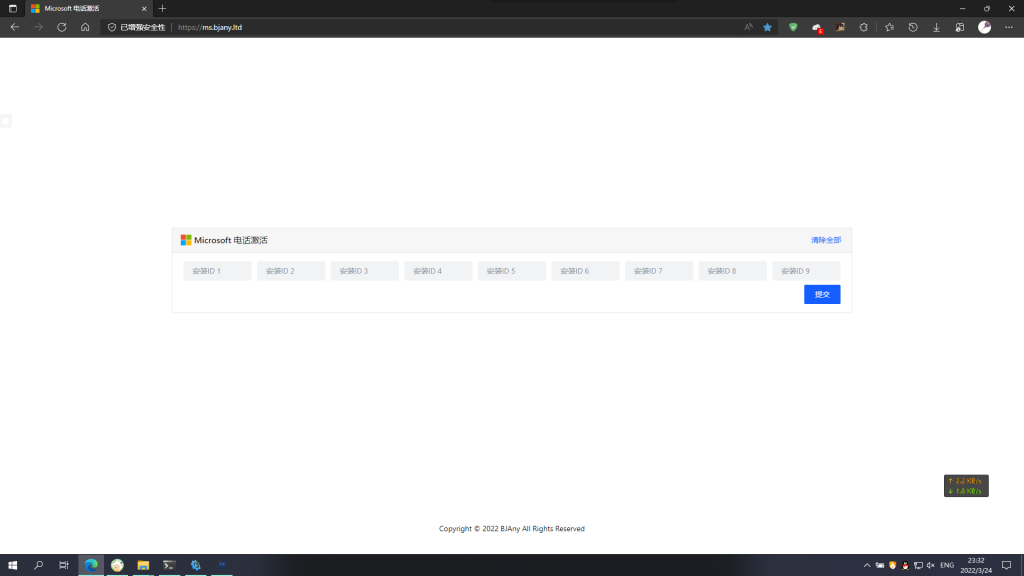 Microsoft 电话激活
已增强安全性
https://ms.bjany.ltd
Microsoft 电话激活
清除全部
安装ID 1
安装ID 2
安装ID 3
安装ID 4
安装ID 5
安装ID 6
安装ID 7
安装ID 8
安装ID 9
提交
↑ 2.2 KB/s
↓ 1.8 KB/s
Copyright © 2022 BJAny All Rights Reserved
ENG
23:32
2022/3/24